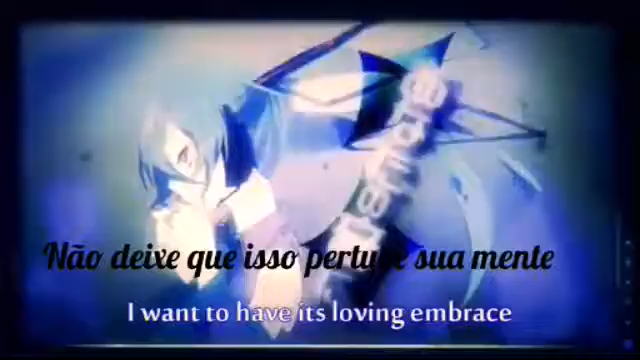 Não deixe que isso perturbe sua mente
I want to have its loving embrace